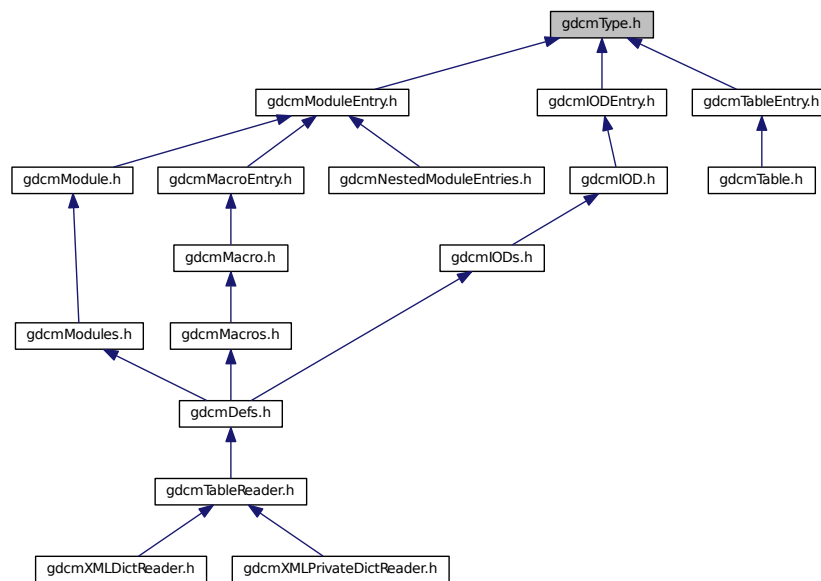 gdcmType.h
gdcmModuleEntry.h
gdcmIODEntry.h
gdcmTableEntry.h
gdcmModule.h
gdcmMacroEntry.h
gdcmNestedModuleEntries.h
gdcmIOD.h
gdcmTable.h
gdcmMacro.h
gdcmIODs.h
gdcmModules.h
gdcmMacros.h
gdcmDefs.h
gdcmTableReader.h
gdcmXMLDictReader.h
gdcmXMLPrivateDictReader.h